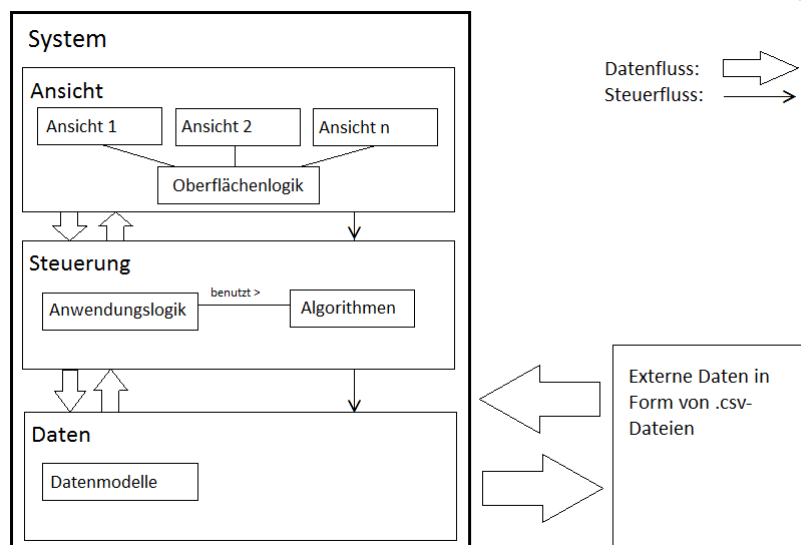 System
Ansicht
Ansicht 1
Ansicht 2
Ansicht n
Oberflächenlogik
Steuerung
Anwendungslogik
benutzt >
Algorithmen
Daten
Datenmodelle
Datenfluss:
Steuerfluss:
Externe Daten in
Form von .csv-
Dateien